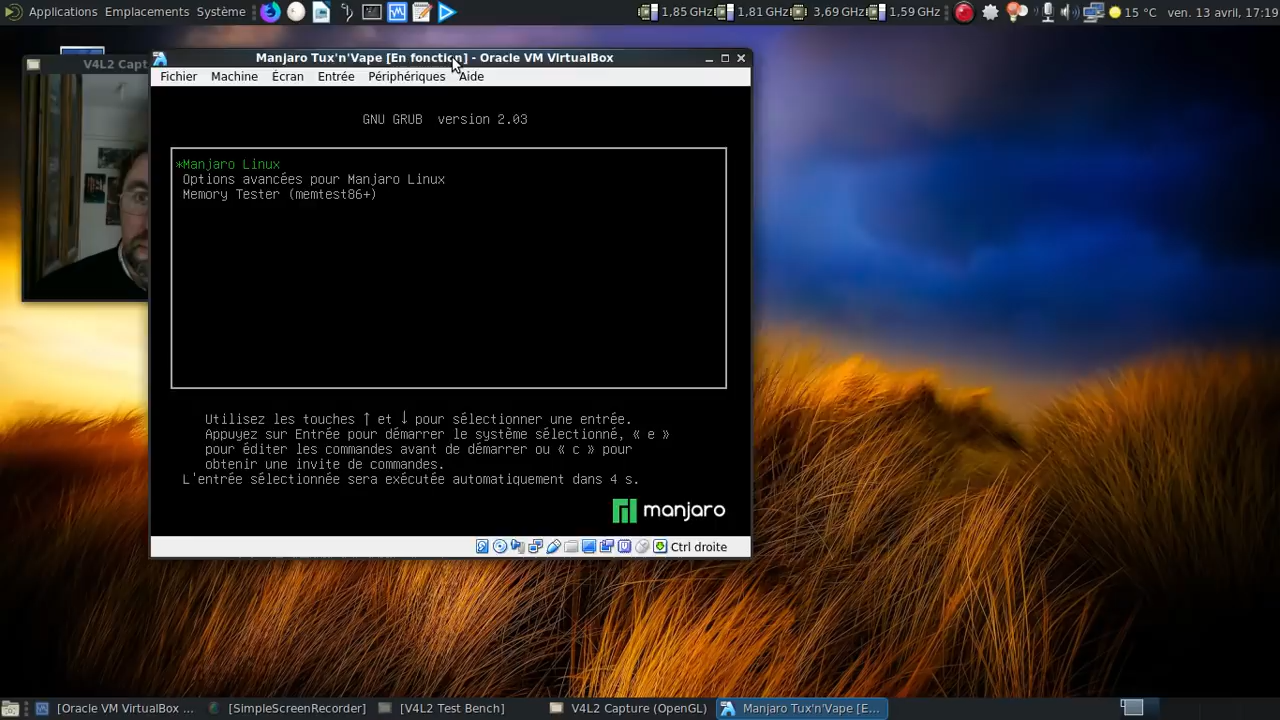 Applications Emplacements Système 1,85 GHz 1,81 GHz 3,69 GHz 1,59 GHz 15 °C ven. 13 avril, 17:19
V4L2 Capt
Manjaro Tux'n'Vape [En fonction] - Oracle VM VirtualBox
Fichier Machine Écran Entrée Périphériques Aide
GNU GRUB version 2.03
*Manjaro Linux
Options avancées pour Manjaro Linux
Memory Tester (memtest86+)
Utilisez les touches ↑ et ↓ pour sélectionner une entrée.
Appuyez sur Entrée pour démarrer le système sélectionné, « e »
pour éditer les commandes avant de démarrer ou « c » pour
obtenir une invite de commandes.
L'entrée sélectionnée sera exécutée automatiquement dans 4 s.
manjaro
Ctrl droite
[Oracle VM VirtualBox ... [SimpleScreenRecorder] [V4L2 Test Bench] V4L2 Capture (OpenGL) Manjaro Tux'n'Vape [E...